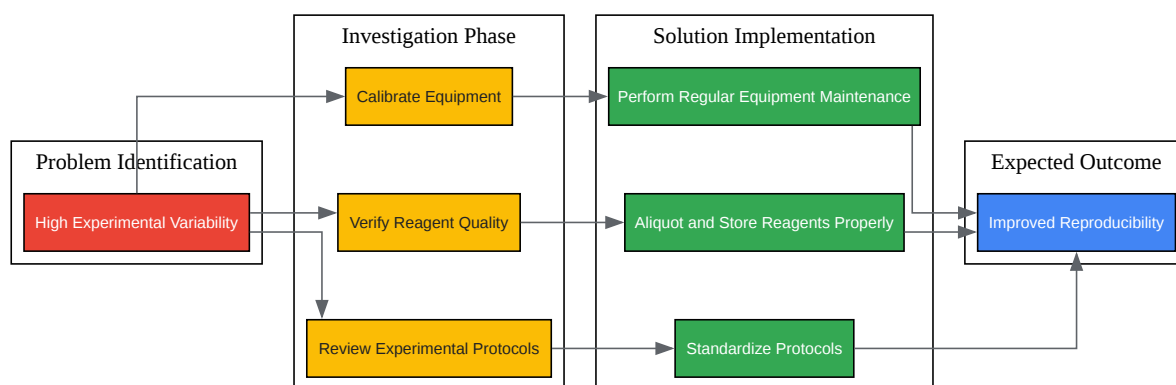 Investigation Phase
Solution Implementation
Calibrate Equipment
Perform Regular Equipment Maintenance
Problem Identification
Expected Outcome
High Experimental Variability
Verify Reagent Quality
Aliquot and Store Reagents Properly
Improved Reproducibility
Review Experimental Protocols
Standardize Protocols